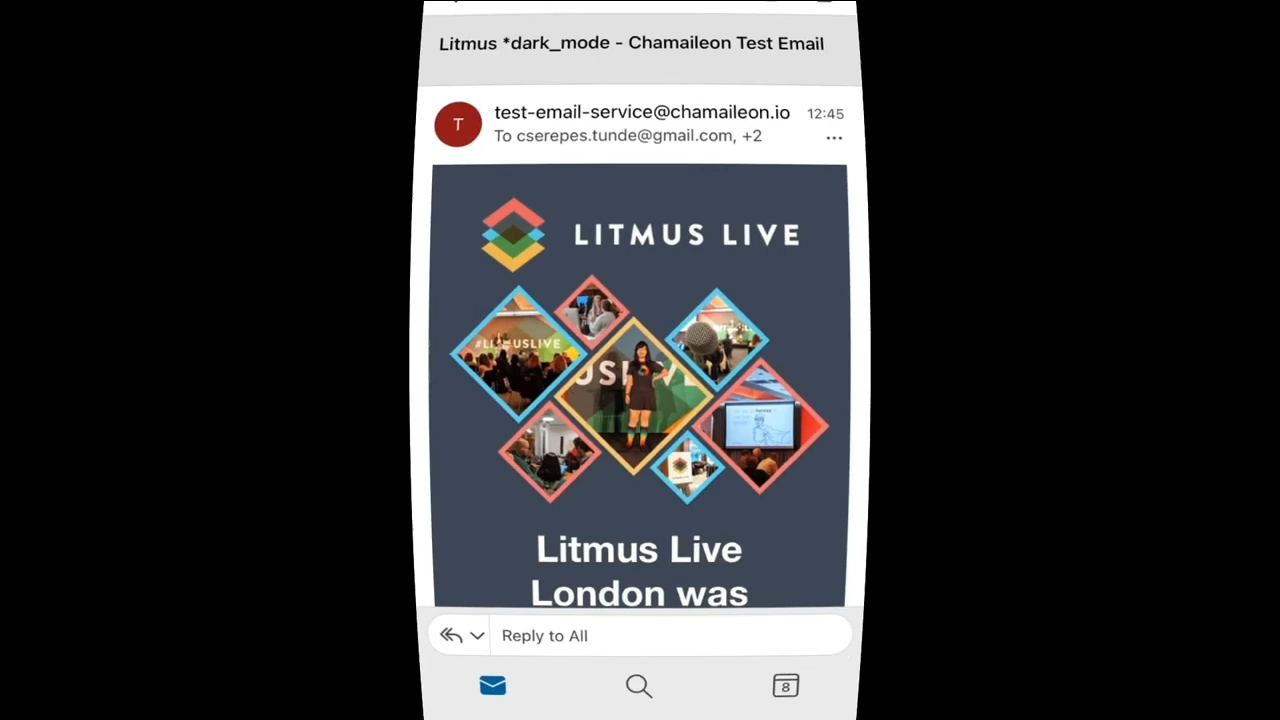 Litmus *dark_mode - Chamaileon Test Email
T
test-email-service@chamaileon.io
12:45
To cserepes.tunde@gmail.com, +2
LITMUS LIVE
#LITMUSLIVE
Litmus Live
London was
Reply to All
8